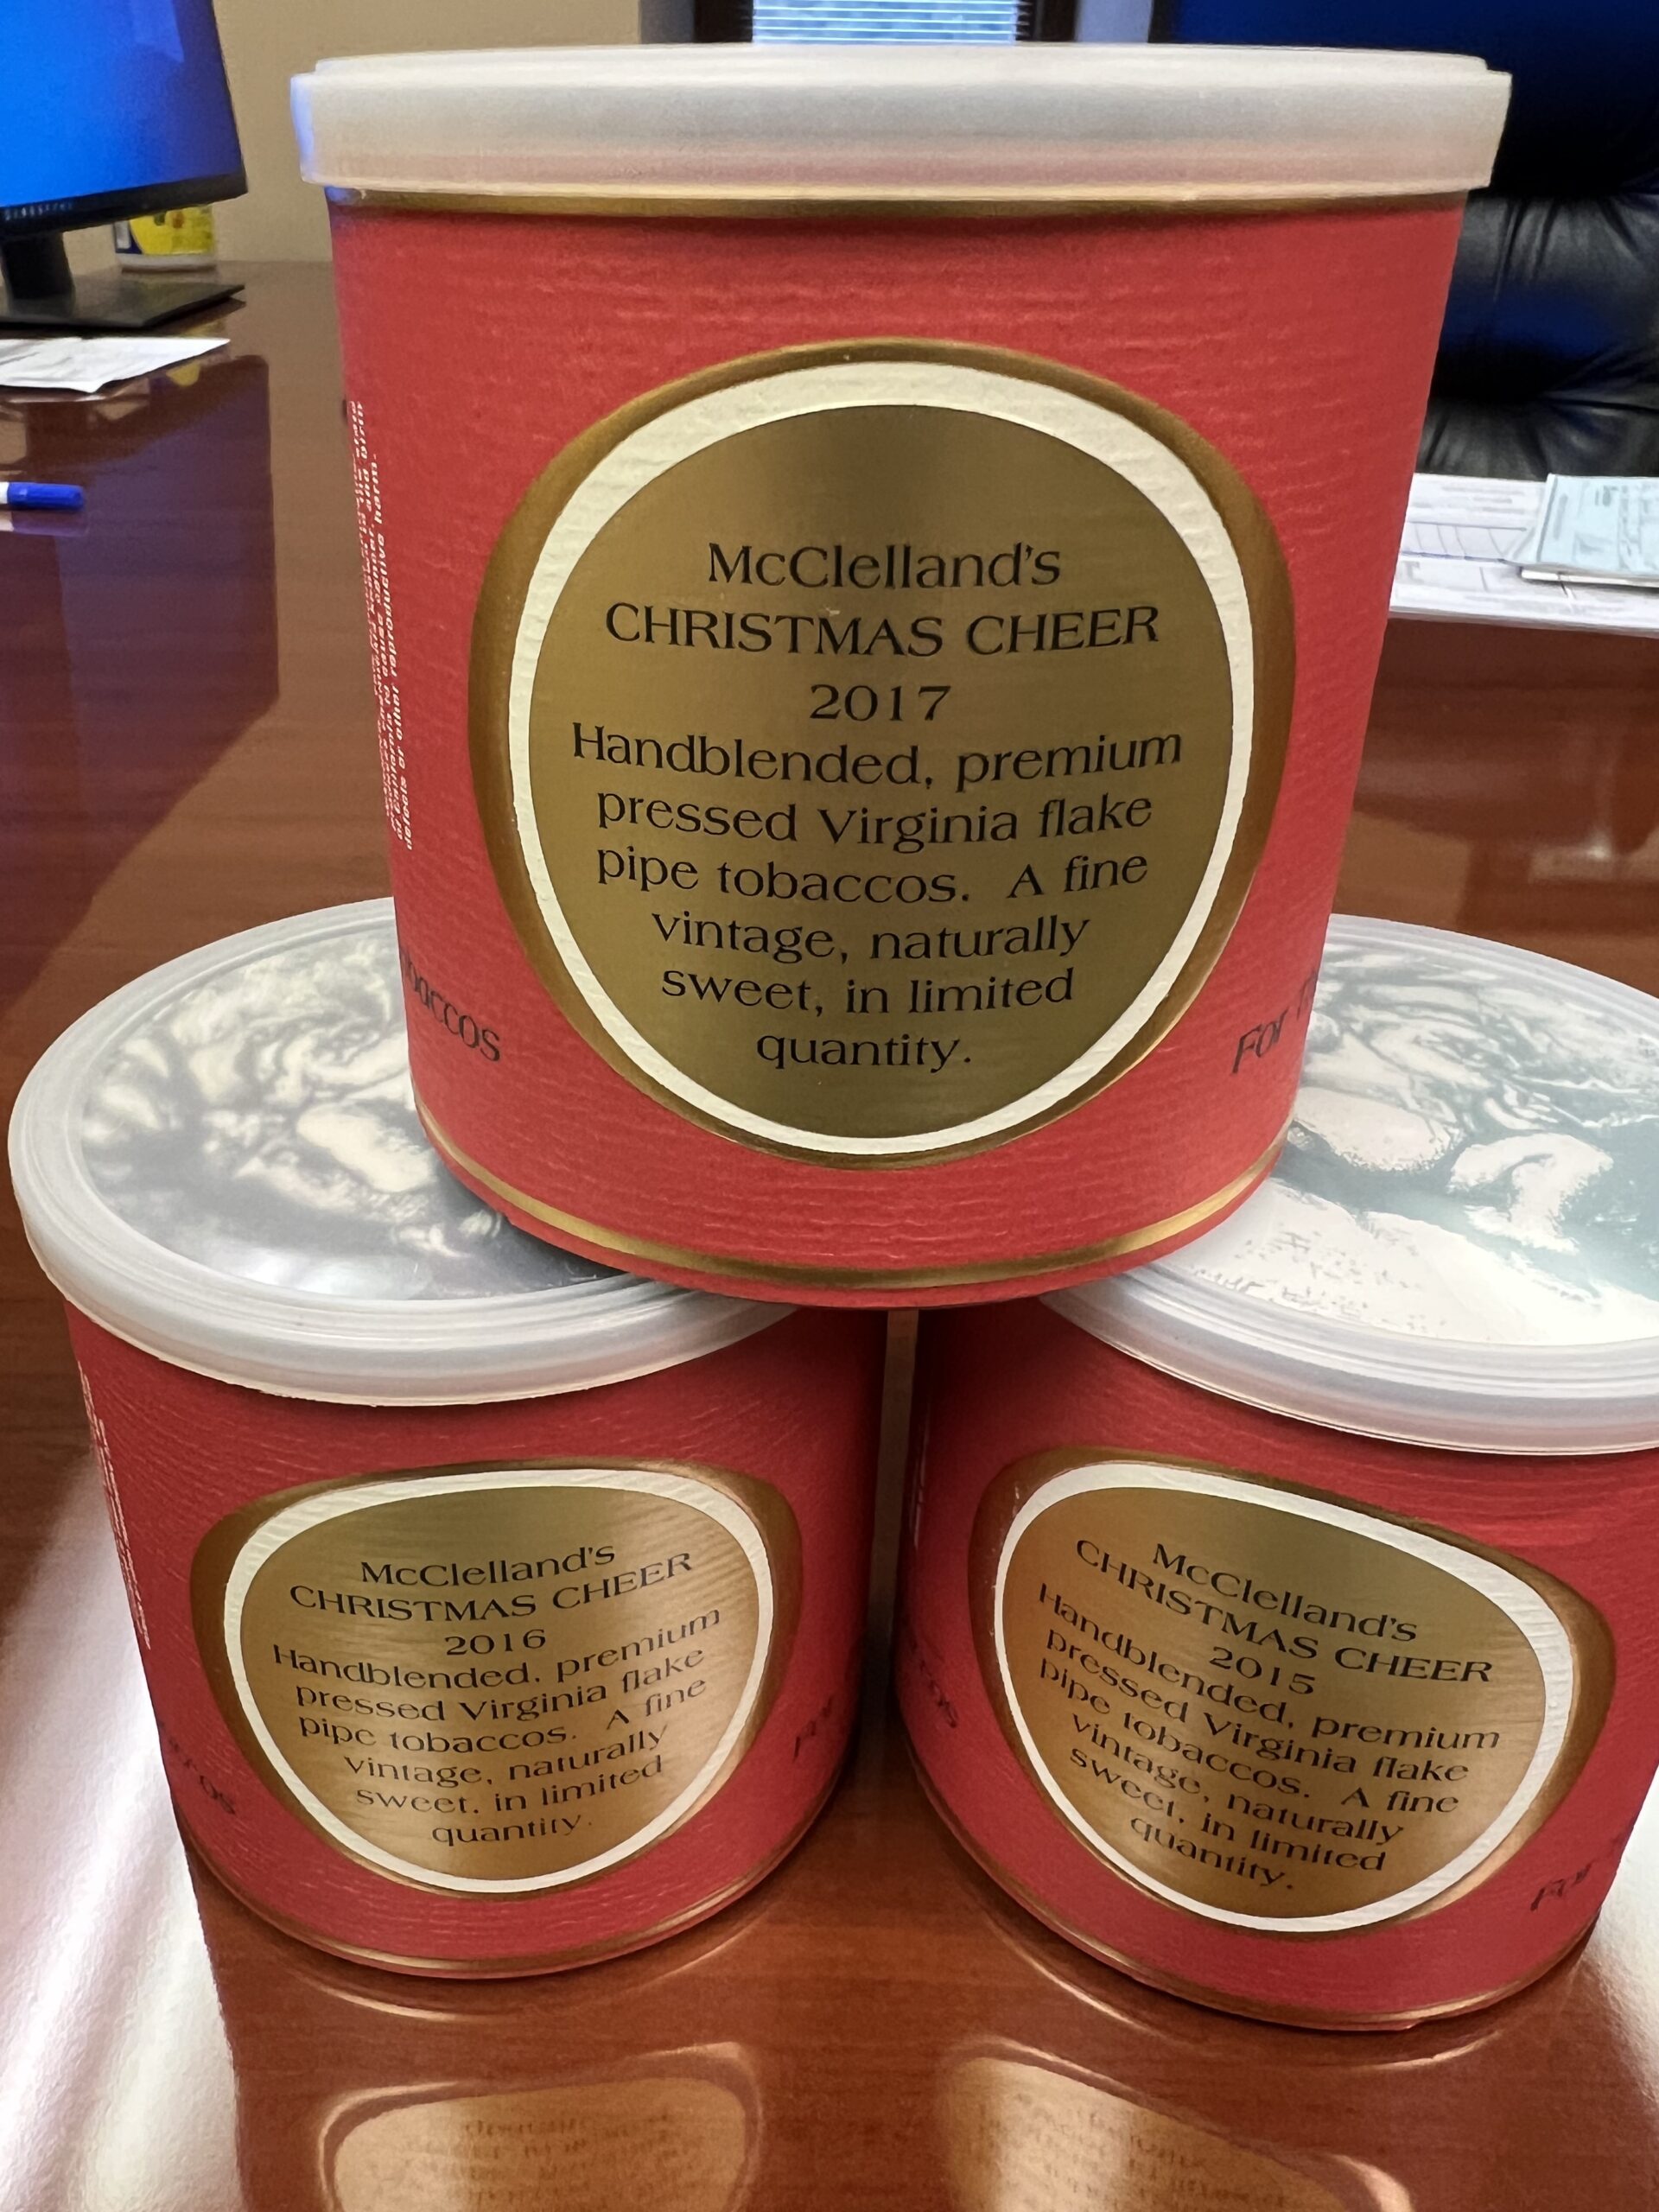 McClelland's
CHRISTMAS CHEER
2017
Handblended, premium
pressed Virginia flake
pipe tobaccos.  A fine
vintage, naturally
sweet, in limited
quantity.
For
McClelland's
CHRISTMAS CHEER
2016
Handblended, premium
pressed Virginia flake
pipe tobaccos.  A fine
vintage, naturally
sweet, in limited
quantity.
McClelland's
CHRISTMAS CHEER
2015
Handblended, premium
pressed Virginia flake
pipe tobaccos.  A fine
vintage, naturally
sweet, in limited
quantity.
For